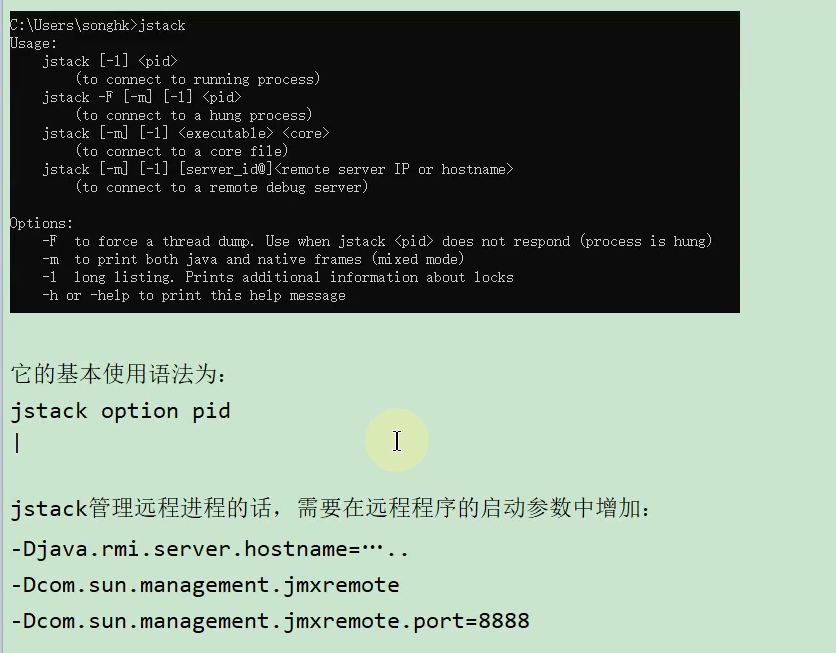 C:\Users\songhk>jstack
Usage:
    jstack [-l] <pid>
        (to connect to running process)
    jstack -F [-m] [-l] <pid>
        (to connect to a hung process)
    jstack [-m] [-l] <executable> <core>
        (to connect to a core file)
    jstack [-m] [-l] [server_id@]<remote server IP or hostname>
        (to connect to a remote debug server)
Options:
    -F  to force a thread dump. Use when jstack <pid> does not respond (process is hung)
    -m  to print both java and native frames (mixed mode)
    -l  long listing. Prints additional information about locks
    -h or -help to print this help message
它的基本使用语法为：
jstack option pid
jstack管理远程进程的话，需要在远程程序的启动参数中增加：
-Djava.rmi.server.hostname=…..
-Dcom.sun.management.jmxremote
-Dcom.sun.management.jmxremote.port=8888